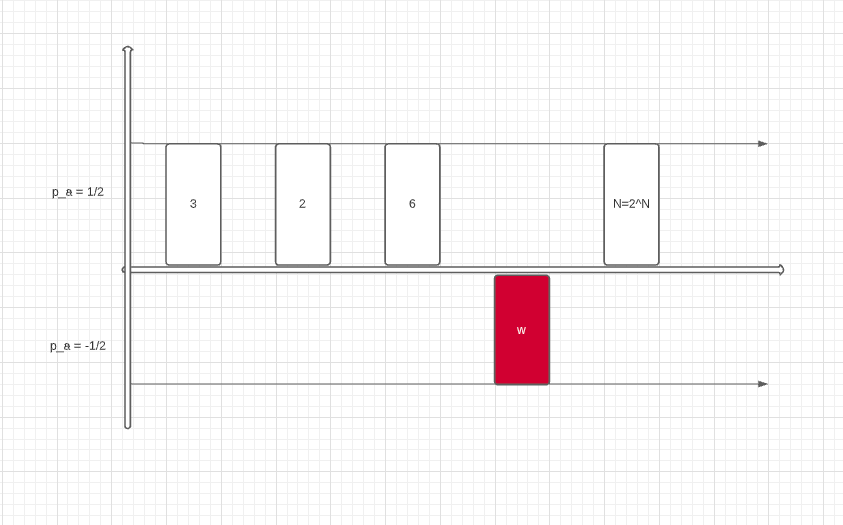 p_a = 1/2
3
2
6
N=2^N
w
p_a = -1/2